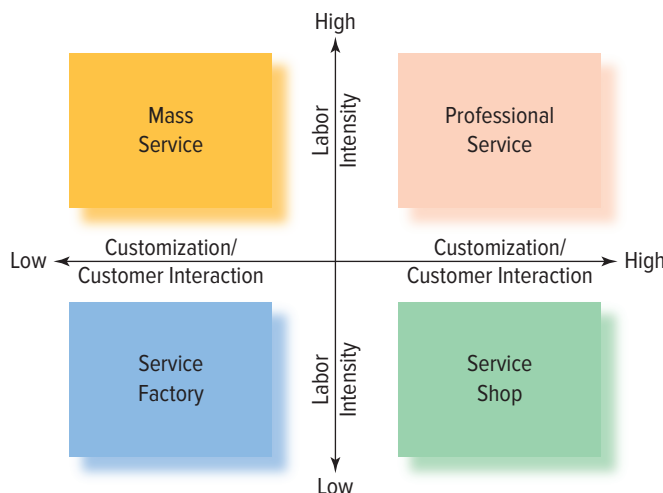 High
Mass
Service
Labor
Intensity
Professional
Service
Low
Customization/
Customer Interaction
Customization/
Customer Interaction
High
Service
Factory
Labor
Intensity
Service
Shop
Low